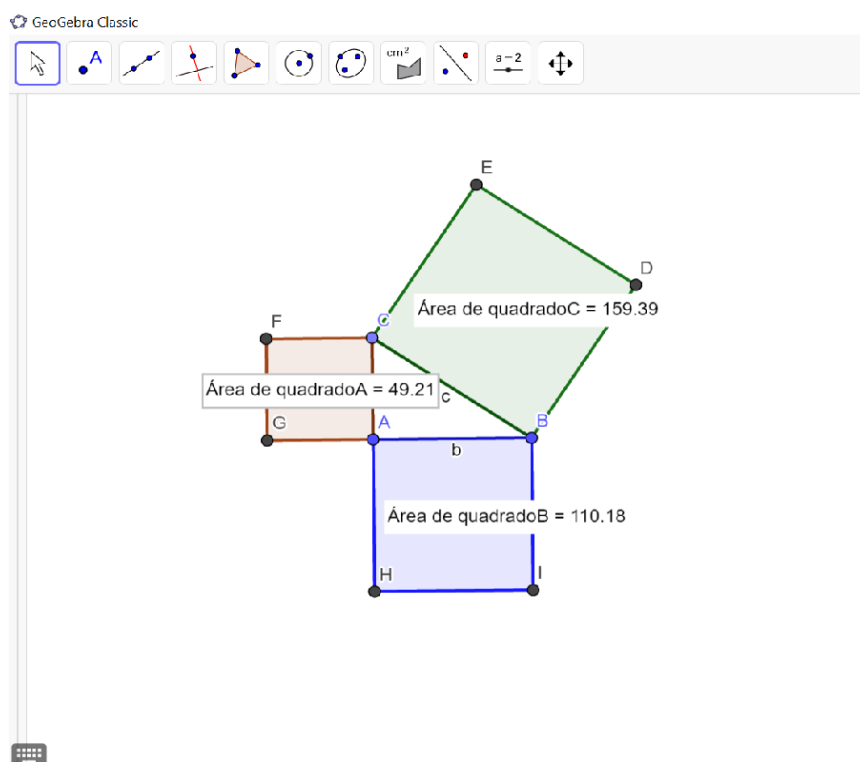 GeoGebra Classic
A
cm²
a=2
E
D
Área de quadradoC = 159.39
C
F
Área de quadradoA = 49.21
c
G
A
B
b
Área de quadradoB = 110.18
H
I